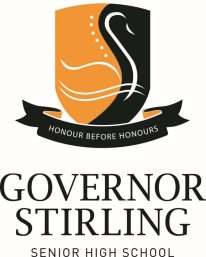 HONOUR BEFORE HONOURS
GOVERNOR
STIRLING
SENIOR HIGH SCHOOL